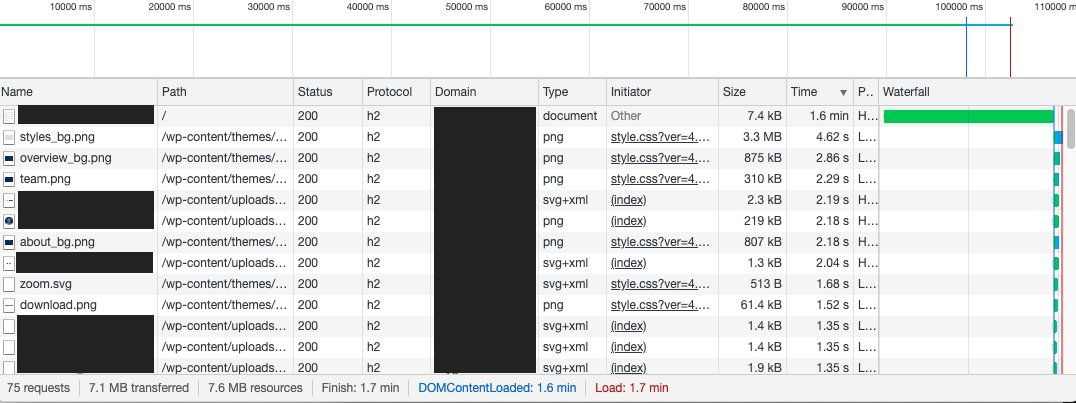 10000 ms 20000 ms 30000 ms 40000 ms 50000 ms 60000 ms 70000 ms 80000 ms 90000 ms 100000 ms 110000 m
Name Path Status Protocol Domain Type Initiator Size Time ▼ P.. Waterfall
/ 200 h2 document Other 7.4 kB 1.6 min H...
styles_bg.png /wp-content/themes/... 200 h2 png style.css?ver=4.... 3.3 MB 4.62 s L...
overview_bg.png /wp-content/themes/... 200 h2 png style.css?ver=4.... 875 kB 2.86 s L...
team.png /wp-content/themes/... 200 h2 png style.css?ver=4.... 310 kB 2.29 s L...
/wp-content/uploads... 200 h2 svg+xml (index) 2.3 kB 2.19 s H...
/wp-content/uploads... 200 h2 png (index) 219 kB 2.18 s H...
about_bg.png /wp-content/themes/... 200 h2 png style.css?ver=4.... 807 kB 2.18 s H...
/wp-content/uploads... 200 h2 svg+xml (index) 1.3 kB 2.04 s H...
zoom.svg /wp-content/themes/... 200 h2 svg+xml style.css?ver=4.... 513 B 1.68 s L...
download.png /wp-content/themes/... 200 h2 png style.css?ver=4.... 61.4 kB 1.52 s L...
/wp-content/uploads... 200 h2 svg+xml (index) 1.4 kB 1.35 s L...
/wp-content/uploads... 200 h2 svg+xml (index) 1.4 kB 1.35 s L...
/wp-content/uploads... 200 h2 svg+xml (index) 1.9 kB 1.35 s L...
75 requests 7.1 MB transferred 7.6 MB resources Finish: 1.7 min DOMContentLoaded: 1.6 min Load: 1.7 min